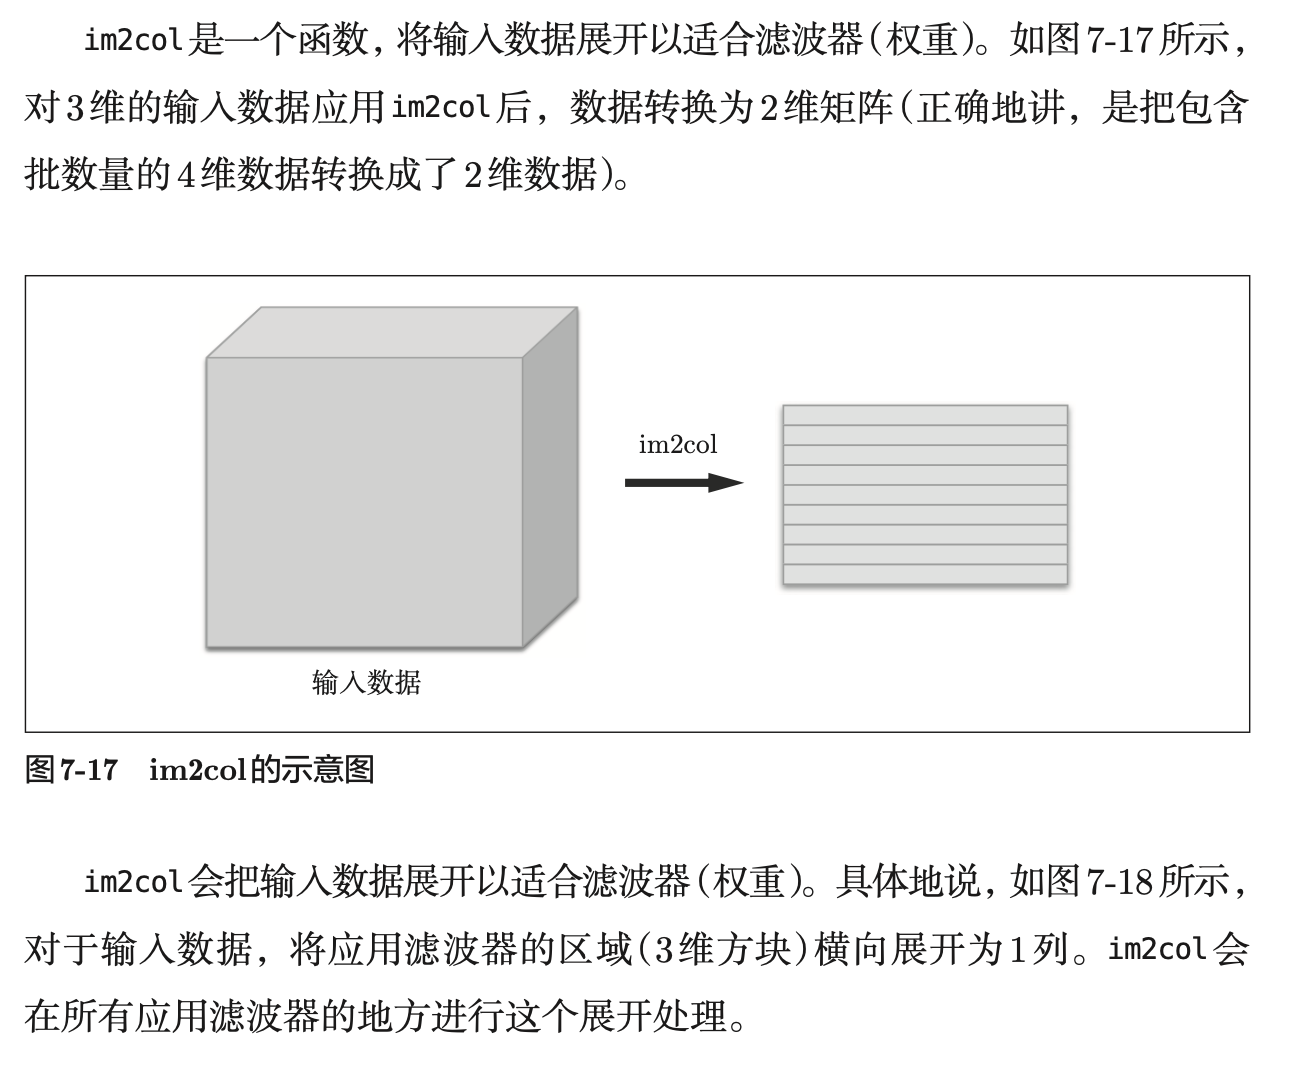 im2col是一个函数，将输入数据展开以适合滤波器（权重）。如图7-17所示，
对3维的输入数据应用im2col后，数据转换为2维矩阵（正确地讲，是把包含
批数量的4维数据转换成了2维数据）。
im2col
输入数据
图7-17 im2col的示意图
im2col会把输入数据展开以适合滤波器（权重）。具体地说，如图7-18所示，
对于输入数据，将应用滤波器的区域（3维方块）横向展开为1列。im2col会
在所有应用滤波器的地方进行这个展开处理。